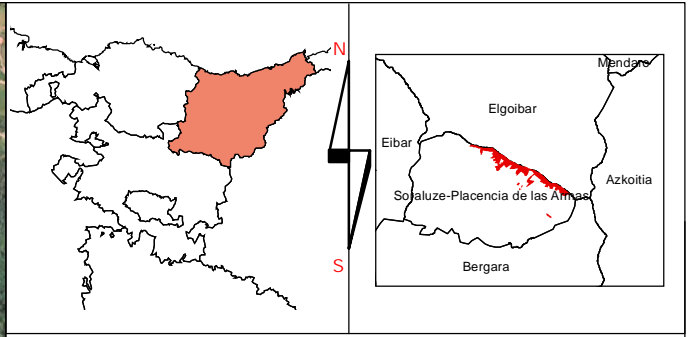 N
S
Mendaro
Elgoibar
Eibar
Azkoitia
Soraluze-Placencia de las Armas
Bergara